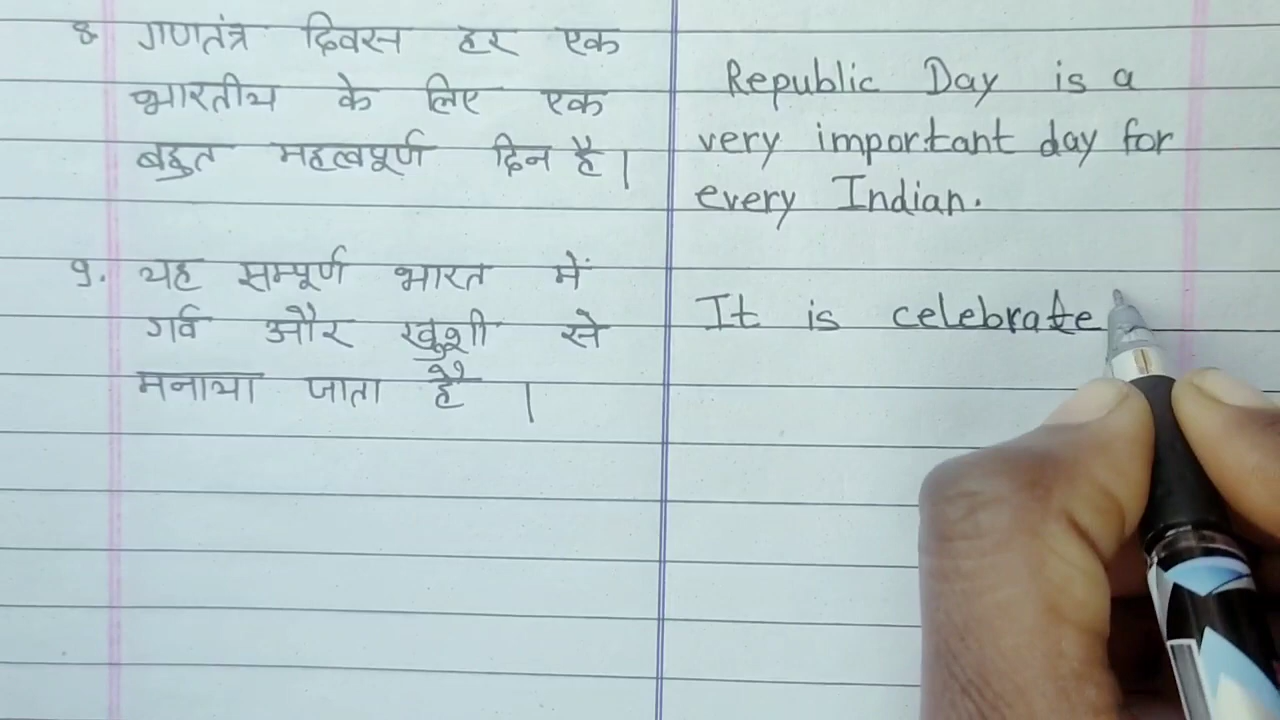 8. गणतंत्र दिवस हर एक
भारतीय के लिए एक
बहुत महत्वपूर्ण दिन है।
Republic Day is a
very important day for
every Indian.
9. यह सम्पूर्ण भारत में
गर्व और खुशी से
मनाया जाता है ।
It is celebrate